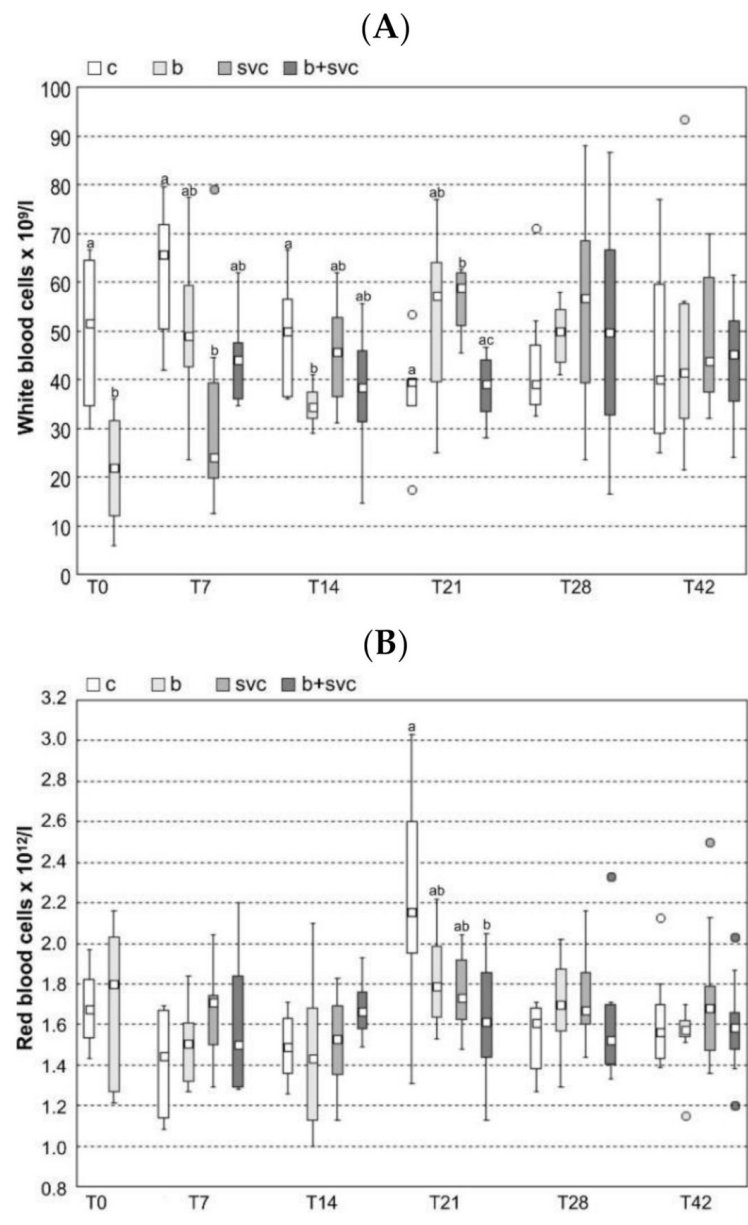 (A)
c b svc b+svc
100
90
80
70
60
50
40
30
20
10
0
White blood cells x 10⁹/l
a b
a ab b ab
a b ab ab
a ab b ac
T0 T7 T14 T21 T28 T42
(B)
c b svc b+svc
3.2
3.0
2.8
2.6
2.4
2.2
2.0
1.8
1.6
1.4
1.2
1.0
0.8
Red blood cells x 10¹²/l
a ab ab b
T0 T7 T14 T21 T28 T42